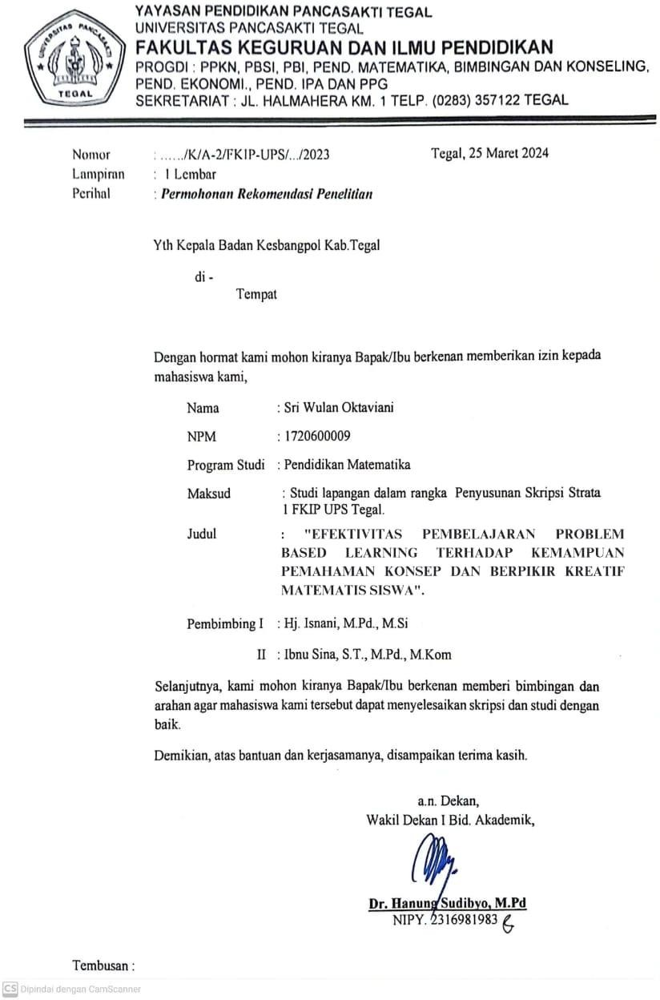 YAYASAN PENDIDIKAN PANCASAKTI TEGAL
UNIVERSITAS PANCASAKTI TEGAL
FAKULTAS KEGURUAN DAN ILMU PENDIDIKAN
PROGDI : PPKN, PBSI, PBI, PEND. MATEMATIKA, BIMBINGAN DAN KONSELING,
PEND. EKONOMI., PEND. IPA DAN PPG
SEKRETARIAT : JL. HALMAHERA KM. 1 TELP. (0283) 357122 TEGAL
UNIVERSITAS PANCASAKTI
TEGAL
Nomor : ....../K/A-2/FKIP-UPS/.../2023 Tegal, 25 Maret 2024
Lampiran : 1 Lembar
Perihal : Permohonan Rekomendasi Penelitian
Yth Kepala Badan Kesbangpol Kab.Tegal
di -
Tempat
Dengan hormat kami mohon kiranya Bapak/Ibu berkenan memberikan izin kepada
mahasiswa kami,
Nama : Sri Wulan Oktaviani
NPM : 1720600009
Program Studi : Pendidikan Matematika
Maksud : Studi lapangan dalam rangka Penyusunan Skripsi Strata
1 FKIP UPS Tegal.
Judul : "EFEKTIVITAS PEMBELAJARAN PROBLEM
BASED LEARNING TERHADAP KEMAMPUAN
PEMAHAMAN KONSEP DAN BERPIKIR KREATIF
MATEMATIS SISWA".
Pembimbing I : Hj. Isnani, M.Pd., M.Si
II : Ibnu Sina, S.T., M.Pd., M.Kom
Selanjutnya, kami mohon kiranya Bapak/Ibu berkenan memberi bimbingan dan
arahan agar mahasiswa kami tersebut dapat menyelesaikan skripsi dan studi dengan
baik.
Demikian, atas bantuan dan kerjasamanya, disampaikan terima kasih.
a.n. Dekan,
Wakil Dekan I Bid. Akademik,
Dr. Hanung Sudibyo, M.Pd
NIPY. 2316981983
Tembusan :
CS Dipindai dengan CamScanner